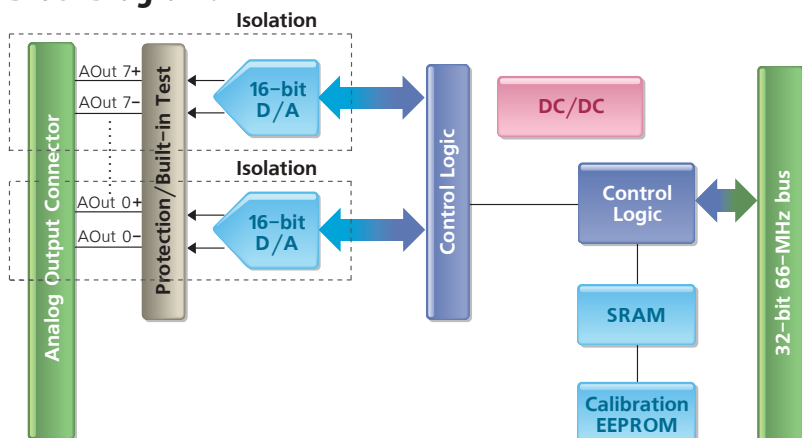 Isolation
AOut 7+
AOut 7−
16–bit
D/A
DC/DC
Isolation
AOut 0+
AOut 0−
16–bit
D/A
Control
Logic
SRAM
Calibration
EEPROM
Analog Output Connector
Protection/Built–in Test
Control Logic
32–bit 66–MHz bus